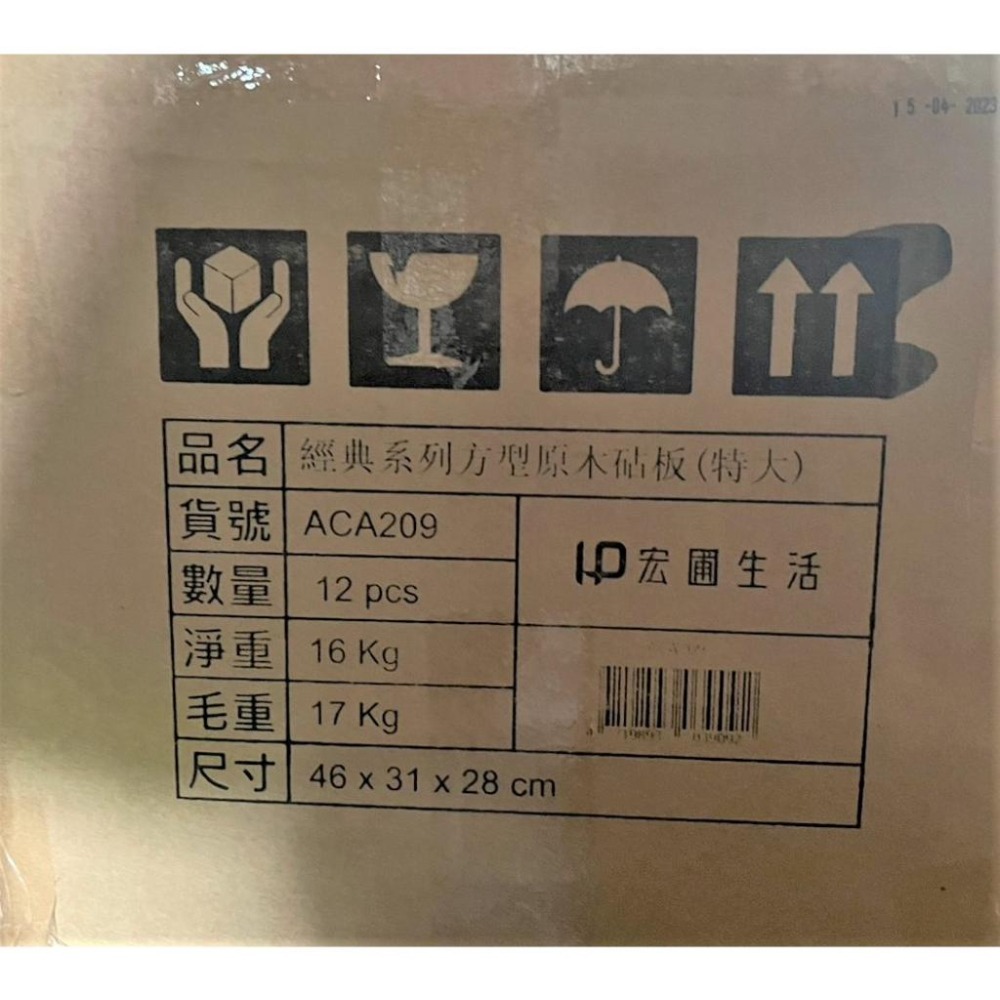 15-04-2023
品名 經典系列方型原木砧板(特大)
貨號 ACA209
宏圃生活
數量 12 pcs
淨重 16 Kg
毛重 17 Kg
尺寸 46 x 31 x 28 cm